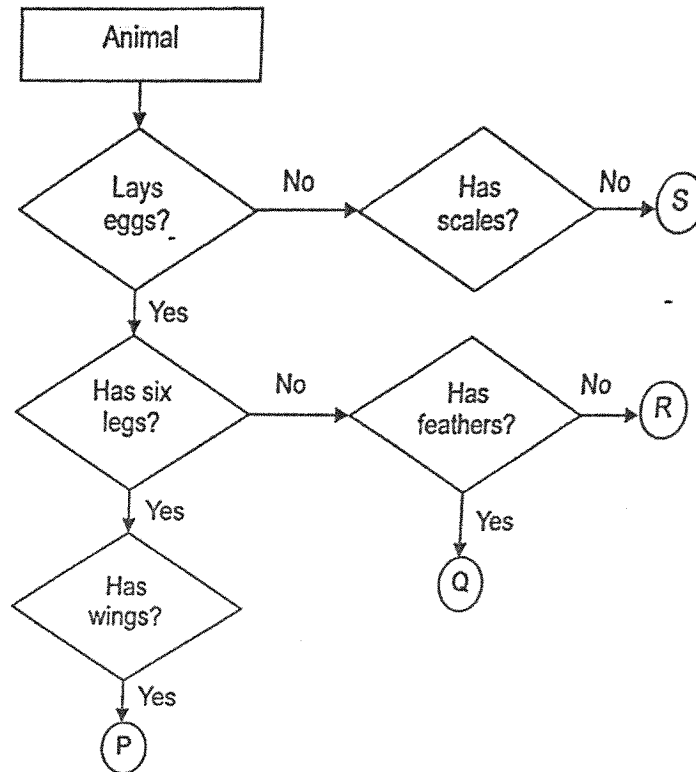 Animal
Lays
eggs?
No
Has
scales?
No
S
Yes
Has six
legs?
No
Has
feathers?
No
R
Yes
Yes
Q
Has
wings?
Yes
P